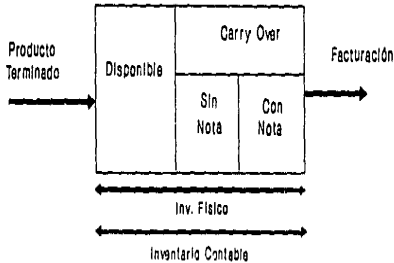 Producto
Terminado
Disponible
Carry Over
Sin
Nota
Con
Nota
Facturación
Inv. Físico
Inventario Contable